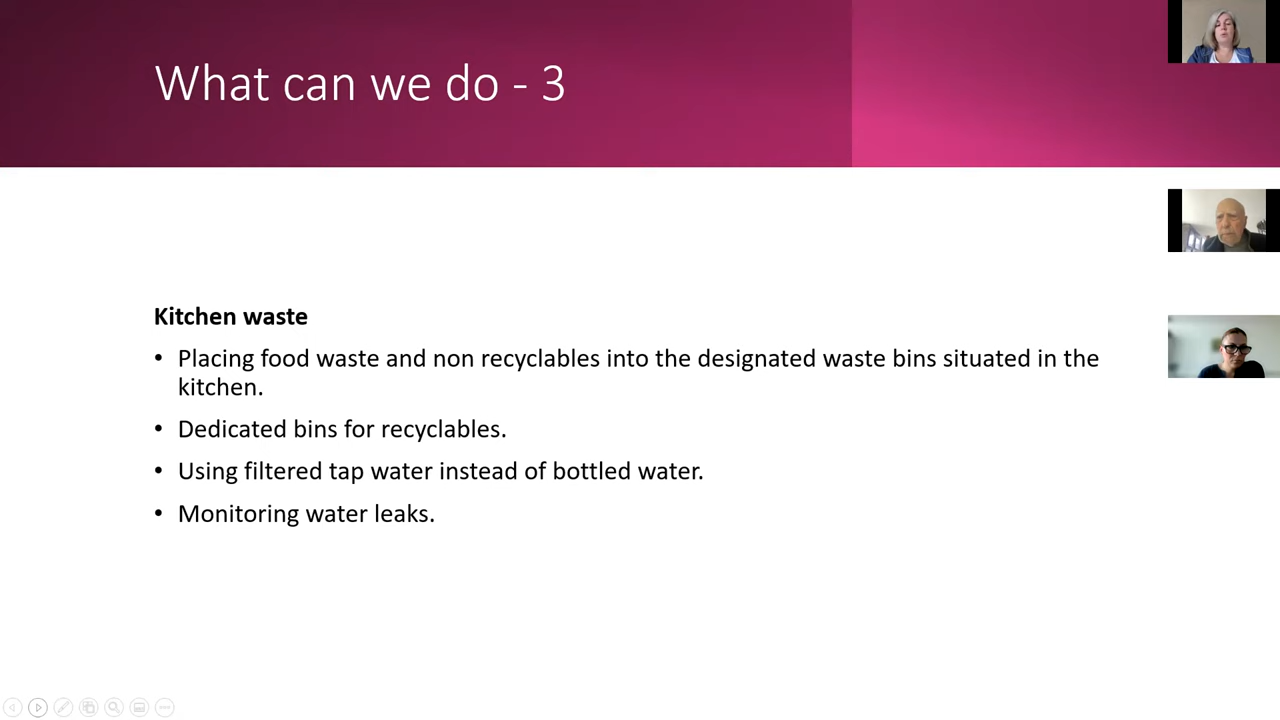 What can we do - 3
Kitchen waste
• Placing food waste and non recyclables into the designated waste bins situated in the
kitchen.
• Dedicated bins for recyclables.
• Using filtered tap water instead of bottled water.
• Monitoring water leaks.